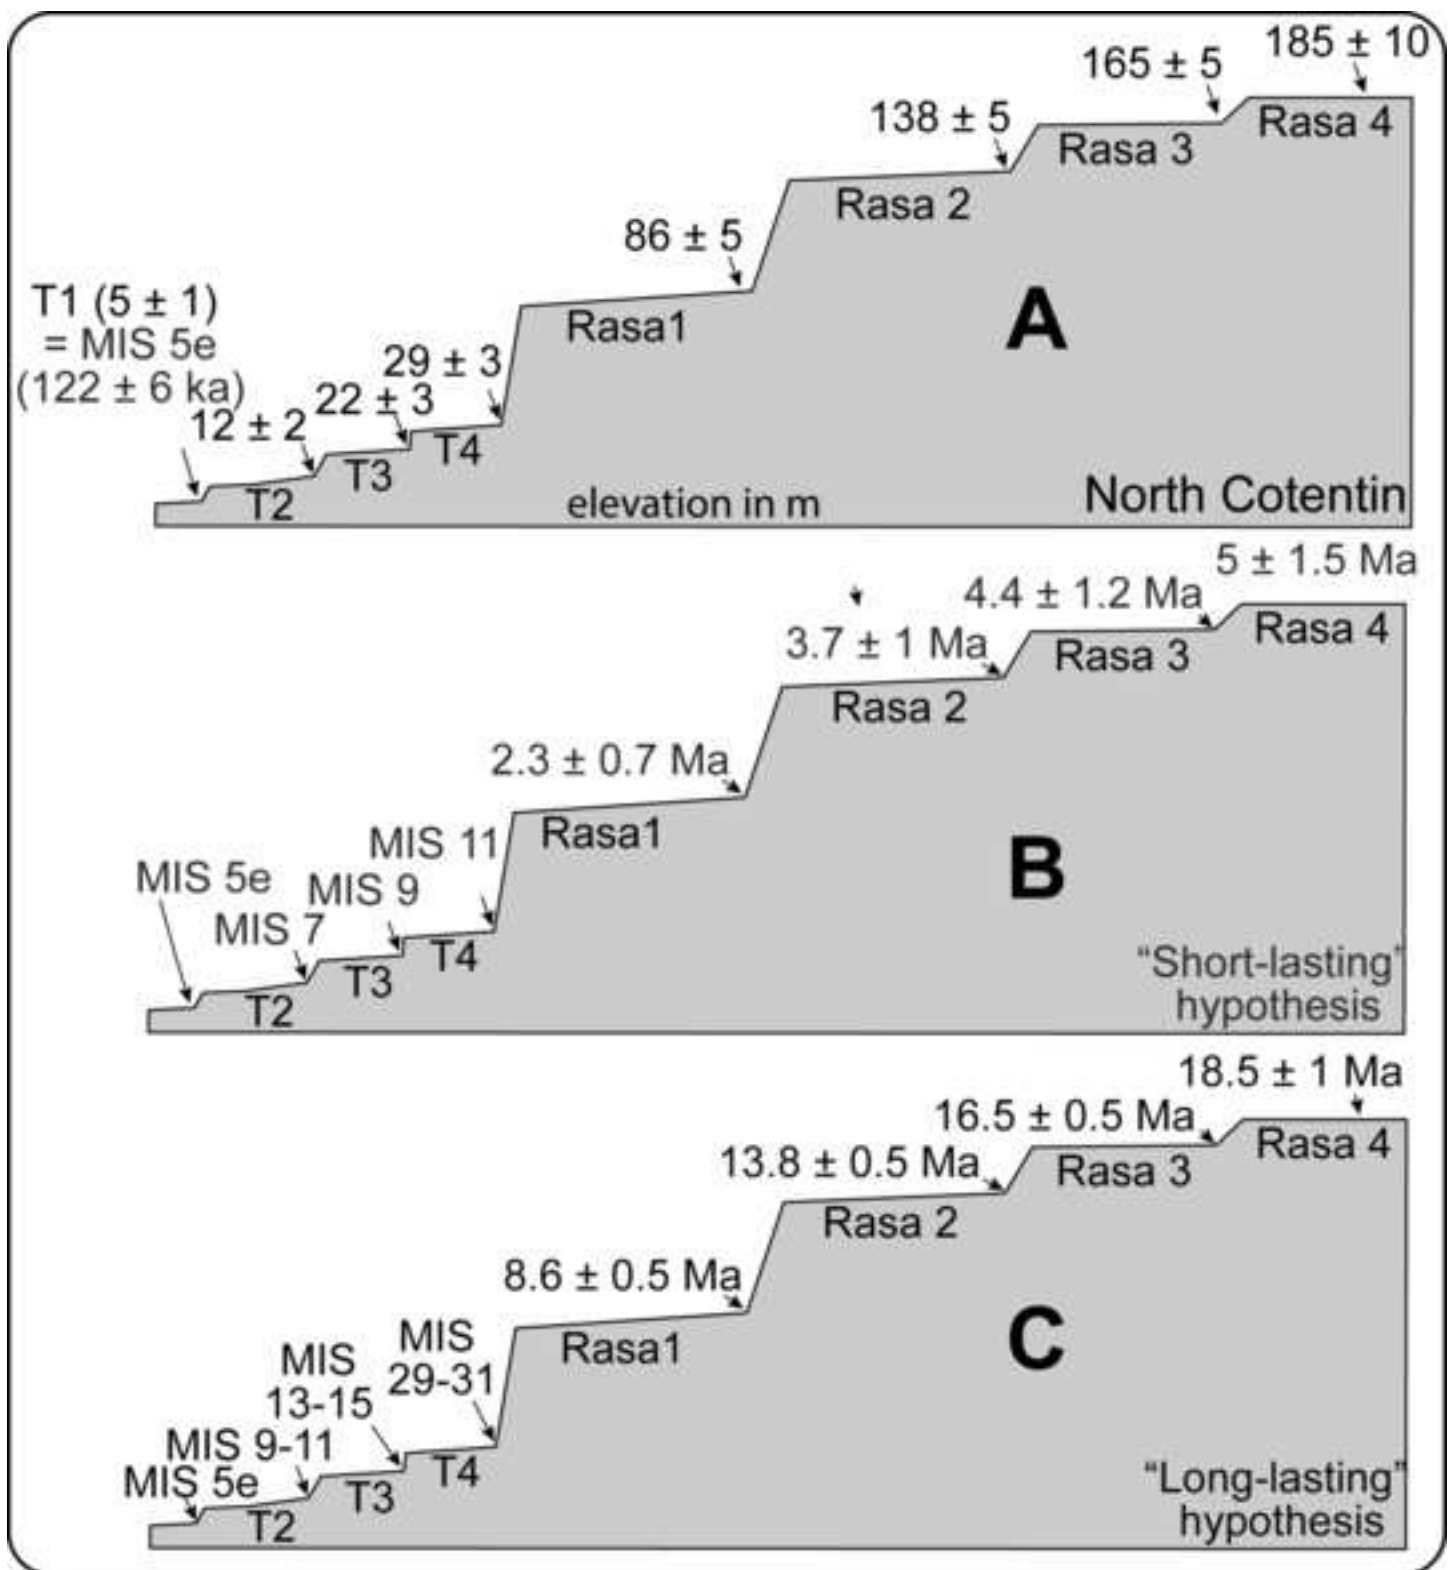 185 ± 10
165 ± 5
Rasa 4
138 ± 5
Rasa 3
Rasa 2
86 ± 5
T1 (5 ± 1)
= MIS 5e
(122 ± 6 ka)
Rasa1
A
29 ± 3
22 ± 3
12 ± 2
T4
T3
T2
elevation in m
North Cotentin
5 ± 1.5 Ma
4.4 ± 1.2 Ma
Rasa 4
3.7 ± 1 Ma
Rasa 3
Rasa 2
2.3 ± 0.7 Ma
Rasa1
B
MIS 11
MIS 5e
MIS 9
MIS 7
T4
T3
T2
“Short-lasting”
hypothesis
18.5 ± 1 Ma
16.5 ± 0.5 Ma
Rasa 4
13.8 ± 0.5 Ma
Rasa 3
Rasa 2
8.6 ± 0.5 Ma
Rasa1
C
MIS
29-31
MIS
13-15
MIS 9-11
MIS 5e
T4
T3
T2
“Long-lasting”
hypothesis